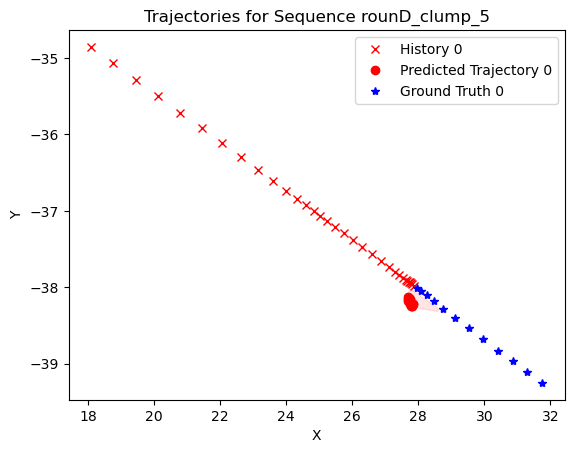 Trajectories for Sequence rounD_clump_5
History 0
Predicted Trajectory 0
Ground Truth 0
−35
−36
−37
−38
−39
Y
18 20 22 24 26 28 30 32
X